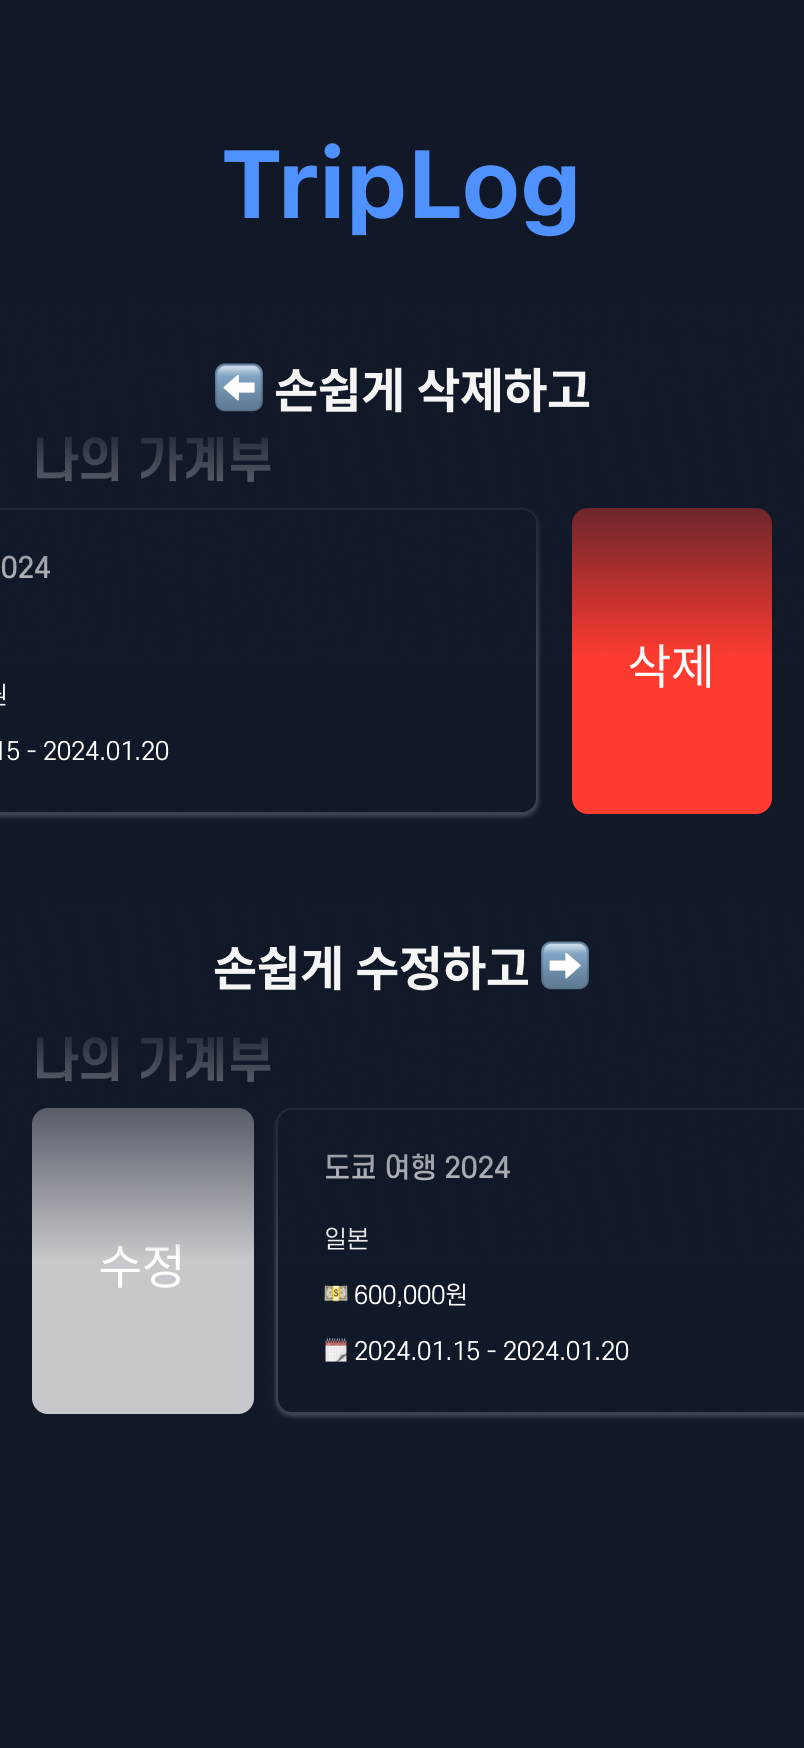 TripLog
⬅️ 손쉽게 삭제하고
나의 가계부
024
원
15 - 2024.01.20
삭제
손쉽게 수정하고 ➡️
나의 가계부
수정
도쿄 여행 2024
일본
💵 600,000원
🗓️ 2024.01.15 - 2024.01.20